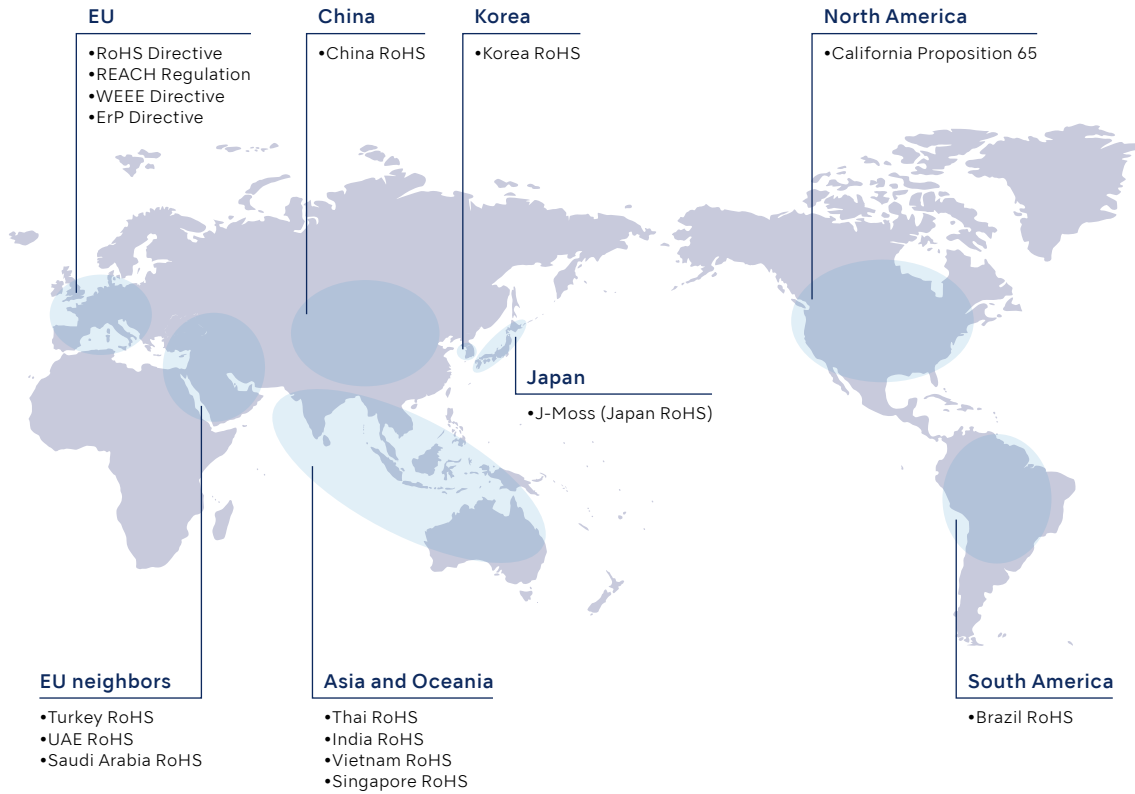 EU
•RoHS Directive
•REACH Regulation
•WEEE Directive
•ErP Directive
China
•China RoHS
Korea
•Korea RoHS
North America
•California Proposition 65
Japan
•J-Moss (Japan RoHS)
EU neighbors
•Turkey RoHS
•UAE RoHS
•Saudi Arabia RoHS
Asia and Oceania
•Thai RoHS
•India RoHS
•Vietnam RoHS
•Singapore RoHS
South America
•Brazil RoHS